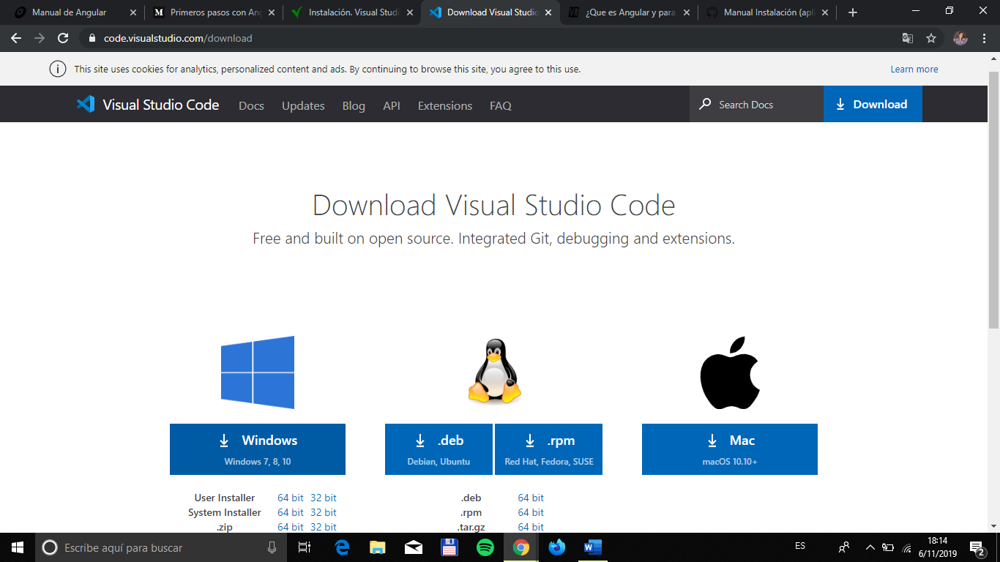 Manual de Angular
Primeros pasos con Ang
Instalación. Visual Studi
Download Visual Studio
¿Que es Angular y para
Manual Instalación (apli
code.visualstudio.com/download
This site uses cookies for analytics, personalized content and ads. By continuing to browse this site, you agree to this use.
Learn more
Visual Studio Code
Docs
Updates
Blog
API
Extensions
FAQ
Search Docs
Download
Download Visual Studio Code
Free and built on open source. Integrated Git, debugging and extensions.
Windows
Windows 7, 8, 10
.deb
Debian, Ubuntu
.rpm
Red Hat, Fedora, SUSE
Mac
macOS 10.10+
User Installer 64 bit 32 bit
System Installer 64 bit 32 bit
.zip 64 bit 32 bit
.deb 64 bit
.rpm 64 bit
.tar.gz 64 bit
Escribe aquí para buscar
ES
18:14
6/11/2019
2